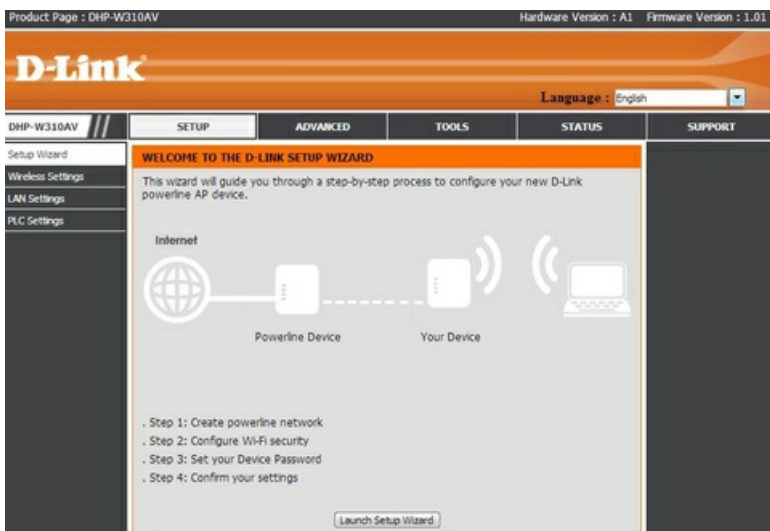 Product Page : DHP-W310AV Hardware Version : A1 Firmware Version : 1.01
D-Link
Language : English
DHP-W310AV SETUP ADVANCED TOOLS STATUS SUPPORT
Setup Wizard
Wireless Settings
LAN Settings
PLC Settings
WELCOME TO THE D-LINK SETUP WIZARD
This wizard will guide you through a step-by-step process to configure your new D-Link
powerline AP device.
Internet
Powerline Device Your Device
. Step 1: Create powerline network
. Step 2: Configure Wi-Fi security
. Step 3: Set your Device Password
. Step 4: Confirm your settings
Launch Setup Wizard